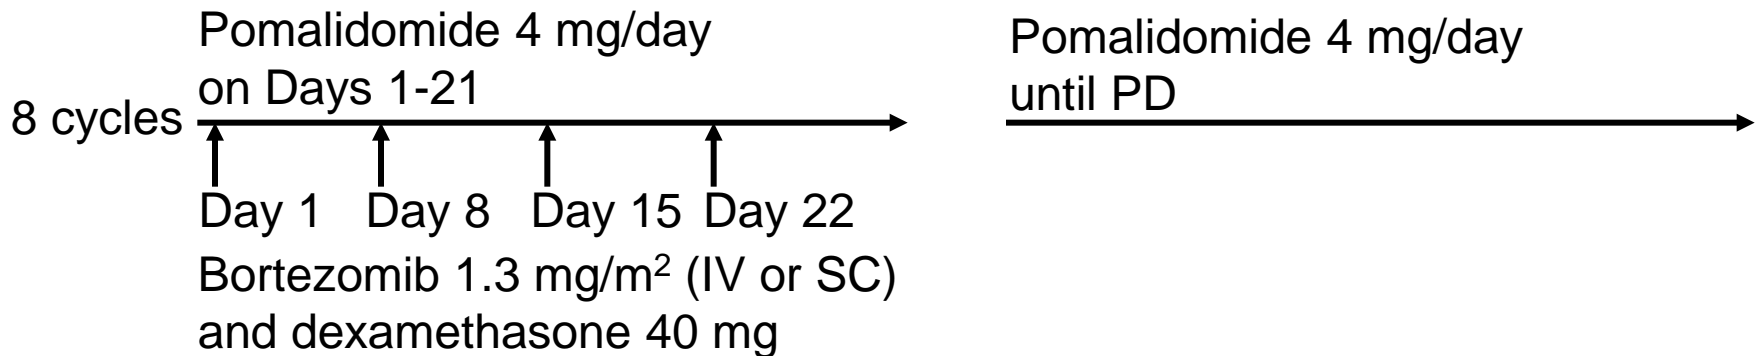 Pomalidomide 4 mg/day
on Days 1-21
8 cycles
Day 1 Day 8 Day 15 Day 22
Bortezomib 1.3 mg/m² (IV or SC)
and dexamethasone 40 mg
Pomalidomide 4 mg/day
until PD